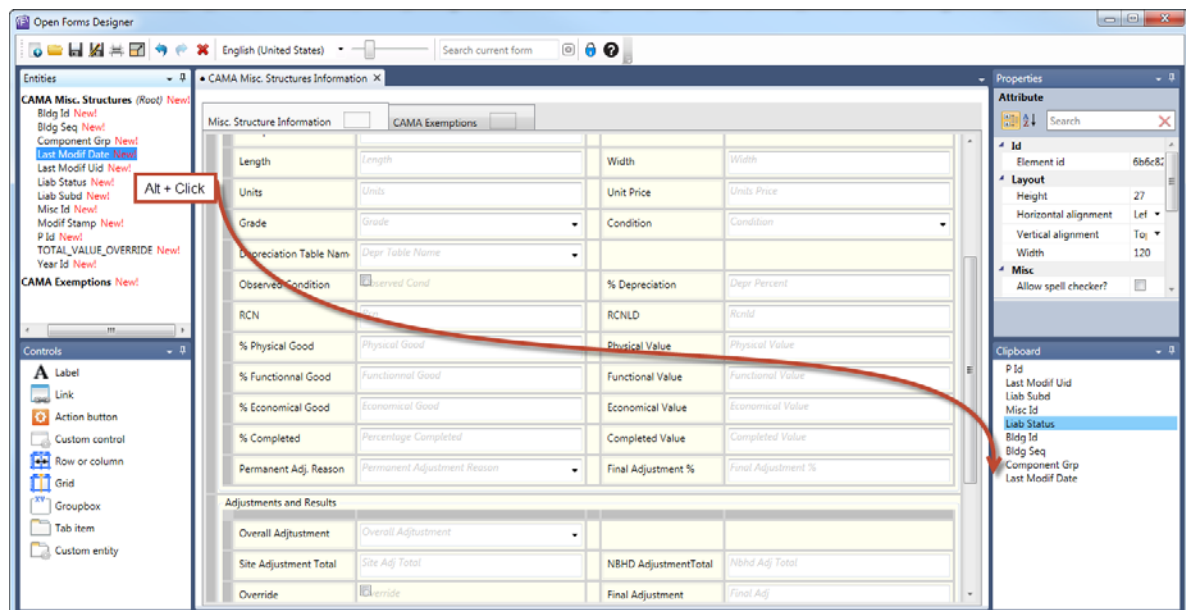 Open Forms Designer
English (United States)
Search current form
Entities
CAMA Misc. Structures (Root) New!
Bldg Id New!
Bldg Seq New!
Component Grp New!
Last Modif Date New!
Last Modif Uid New!
Liab Status New!
Liab Subd New!
Misc Id New!
Modif Stamp New!
P Id New!
TOTAL_VALUE_OVERRIDE New!
Year Id New!
CAMA Exemptions New!
Alt + Click
Controls
Label
Link
Action button
Custom control
Row or column
Grid
Groupbox
Tab item
Custom entity
• CAMA Misc. Structures Information X
Misc. Structure Information
CAMA Exemptions
Length Length Width Width
Units Units Unit Price Units Price
Grade Grade Condition Condition
Depreciation Table Nam Depr Table Name
Observed Condition Observed Cond % Depreciation Depr Percent
RCN RCNLD Rcnld
% Physical Good Physical Good Physical Value Physical Value
% Functionnal Good Functionnal Good Functional Value Functional Value
% Economical Good Economical Good Economical Value Economical Value
% Completed Percentage Completed Completed Value Completed Value
Permanent Adj. Reason Permanent Adjustment Reason Final Adjustment % Final Adjustment %
Adjustments and Results
Overall Adjtustment Overall Adjtustment
Site Adjustment Total Site Adj Total NBHD AdjustmentTotal Nbhd Adj Total
Override Override Final Adjustment Final Adj
Properties
Attribute
Search
Id
Element id 6b6c82
Layout
Height 27
Horizontal alignment Lef
Vertical alignment To
Width 120
Misc
Allow spell checker?
Clipboard
P Id
Last Modif Uid
Liab Subd
Misc Id
Liab Status
Bldg Id
Bldg Seq
Component Grp
Last Modif Date